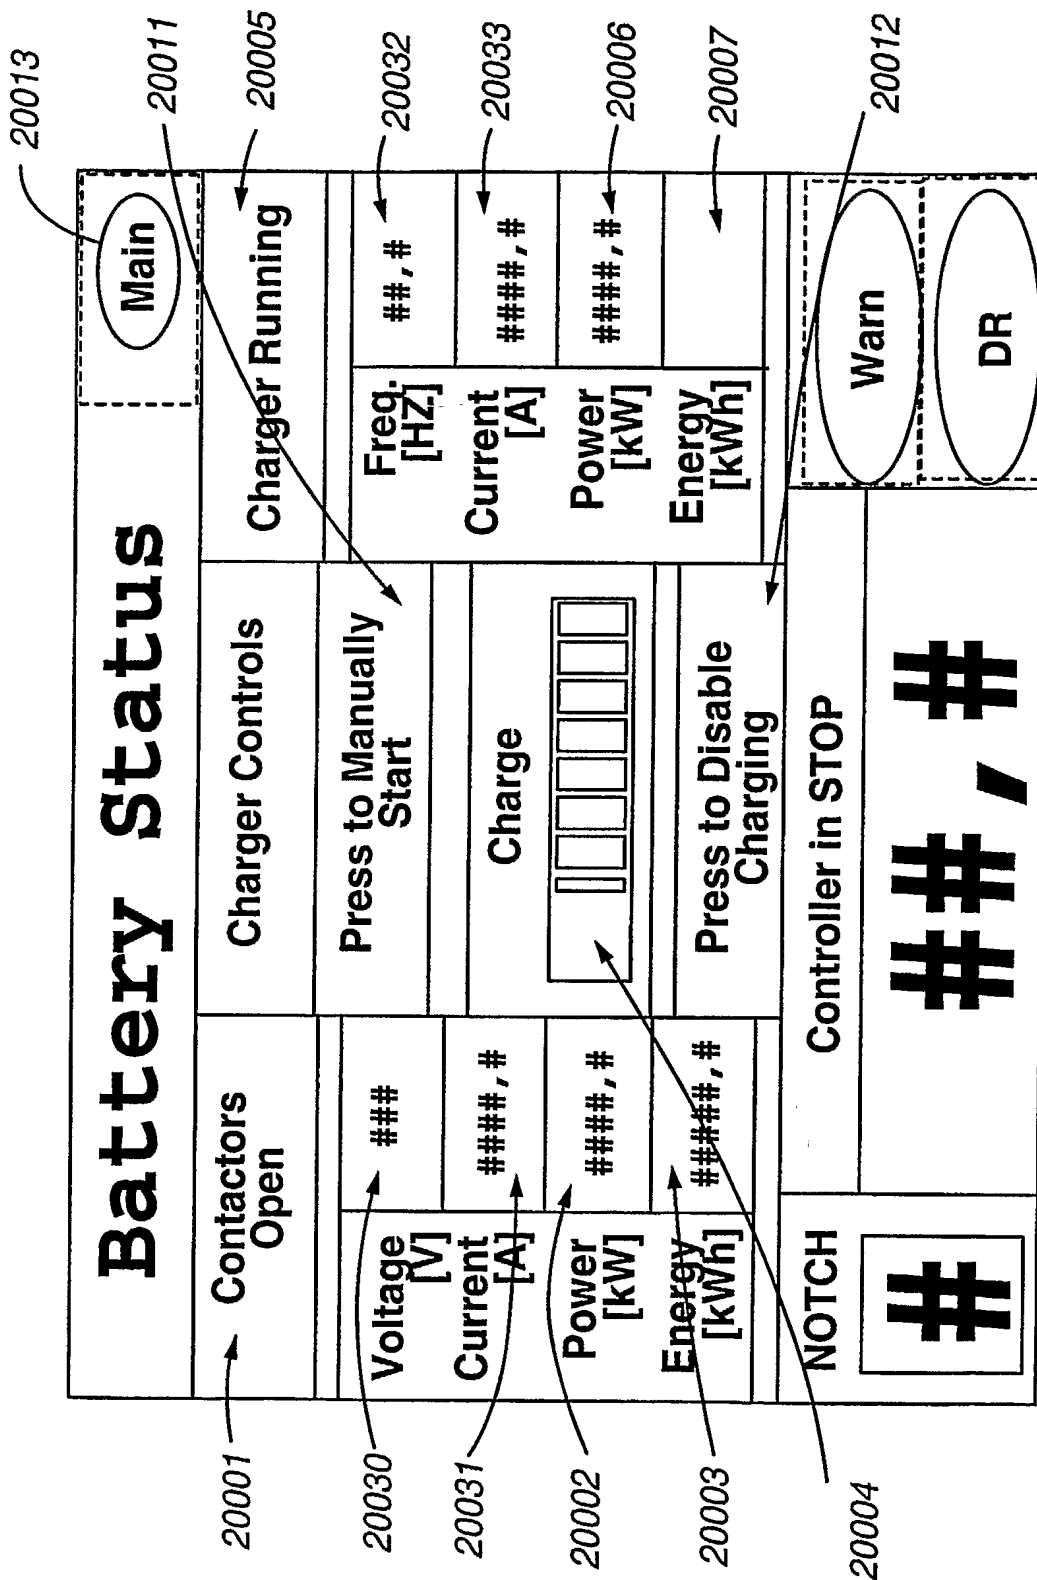 20013
20011
20005
20032
20033
20006
20007
20012
Battery Status
Main
Contactors
Open
Charger Controls
Charger Running
Voltage
[V]
###
Current
[A]
####,#
Power
[kW]
####,#
Energy
[kWh]
#####,#
Press to Manually
Start
Charge
Press to Disable
Charging
Freq.
[HZ.]
##,#
Current
[A]
####,#
Power
[kW]
####,#
Energy
[kWh]
NOTCH
#
Controller in STOP
##,#
Warn
DR
20001
20030
20031
20002
20003
20004